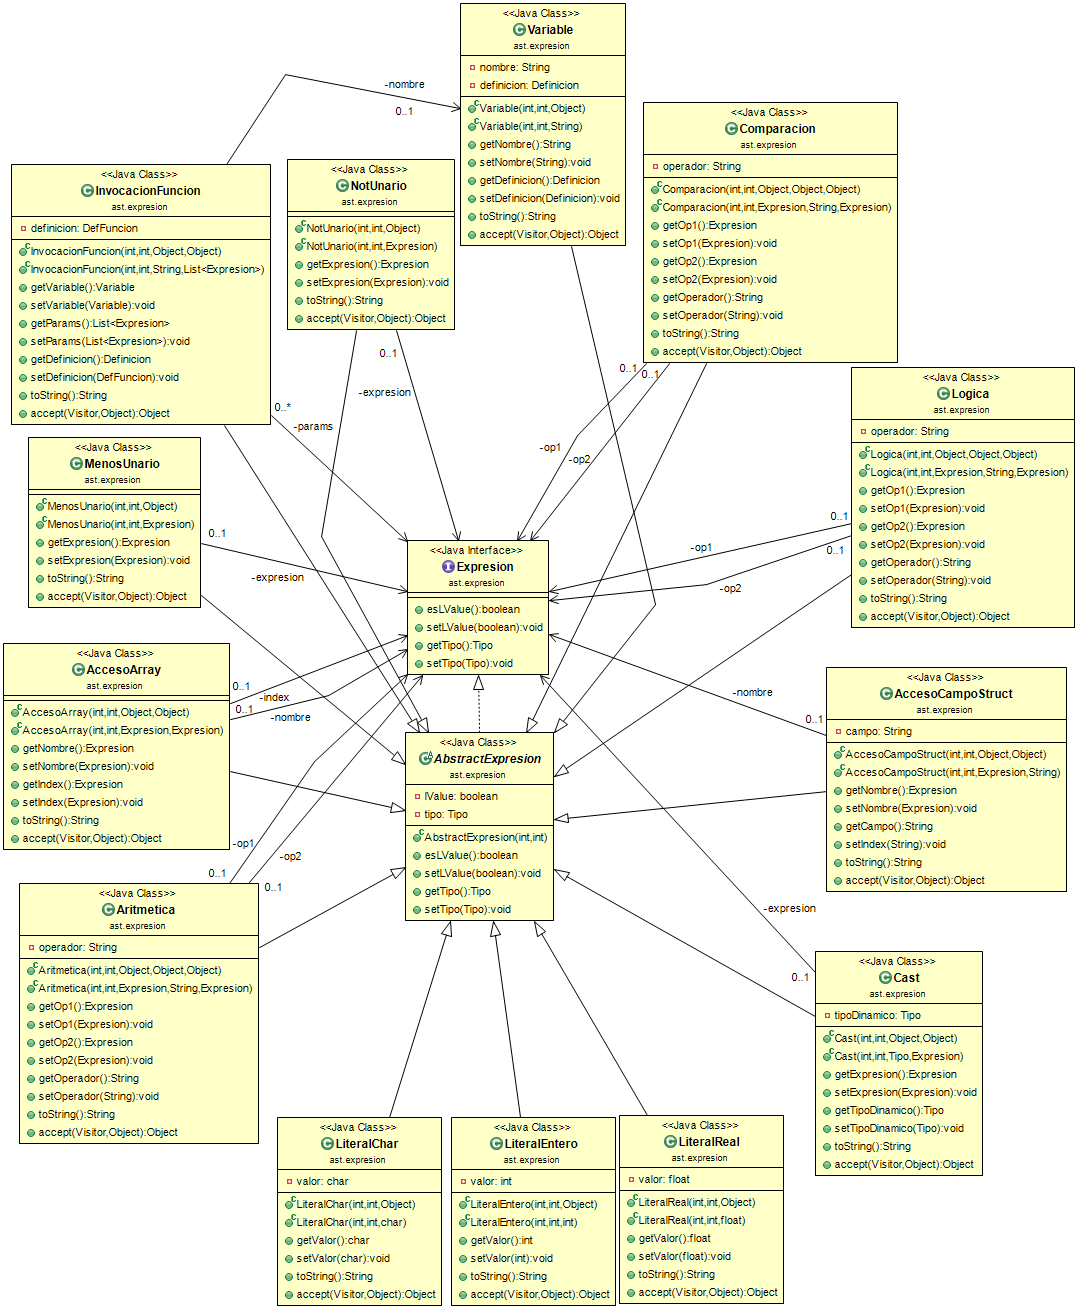 <<Java Class>>
Variable
ast.expresion
nombre: String
definicion: Definicion
Variable(int,int,Object)
Variable(int,int,String)
getNombre():String
setNombre(String):void
getDefinicion():Definicion
setDefinicion(Definicion):void
toString():String
accept(Visitor,Object):Object
-nombre
0..1
<<Java Class>>
Comparacion
ast.expresion
operador: String
Comparacion(int,int,Object,Object,Object)
Comparacion(int,int,Expresion,String,Expresion)
getOp1():Expresion
setOp1(Expresion):void
getOp2():Expresion
setOp2(Expresion):void
getOperador():String
setOperador(String):void
toString():String
accept(Visitor,Object):Object
<<Java Class>>
NotUnario
ast.expresion
NotUnario(int,int,Object)
NotUnario(int,int,Expresion)
getExpresion():Expresion
setExpresion(Expresion):void
toString():String
accept(Visitor,Object):Object
<<Java Class>>
InvocacionFuncion
ast.expresion
definicion: DefFuncion
InvocacionFuncion(int,int,Object,Object)
InvocacionFuncion(int,int,String,List<Expresion>)
getVariable():Variable
setVariable(Variable):void
getParams():List<Expresion>
setParams(List<Expresion>):void
getDefinicion():Definicion
setDefinicion(DefFuncion):void
toString():String
accept(Visitor,Object):Object
0..1
-expresion
0..*
-params
0..1
0..1
-op1
-op2
<<Java Class>>
Logica
ast.expresion
operador: String
Logica(int,int,Object,Object,Object)
Logica(int,int,Expresion,String,Expresion)
getOp1():Expresion
setOp1(Expresion):void
getOp2():Expresion
setOp2(Expresion):void
getOperador():String
setOperador(String):void
toString():String
accept(Visitor,Object):Object
0..1
-op1
0..1
-op2
<<Java Class>>
MenosUnario
ast.expresion
MenosUnario(int,int,Object)
MenosUnario(int,int,Expresion)
getExpresion():Expresion
setExpresion(Expresion):void
toString():String
accept(Visitor,Object):Object
0..1
-expresion
<<Java Interface>>
Expresion
ast.expresion
esLValue():boolean
setLValue(boolean):void
getTipo():Tipo
setTipo(Tipo):void
<<Java Class>>
AccesoArray
ast.expresion
AccesoArray(int,int,Object,Object)
AccesoArray(int,int,Expresion,Expresion)
getNombre():Expresion
setNombre(Expresion):void
getIndex():Expresion
setIndex(Expresion):void
toString():String
accept(Visitor,Object):Object
0..1
-index
0..1
-nombre
<<Java Class>>
AccesoCampoStruct
ast.expresion
campo: String
AccesoCampoStruct(int,int,Object,Object)
AccesoCampoStruct(int,int,Expresion,String)
getNombre():Expresion
setNombre(Expresion):void
getCampo():String
setIndex(String):void
toString():String
accept(Visitor,Object):Object
-nombre
0..1
<<Java Class>>
AbstractExpresion
ast.expresion
lValue: boolean
tipo: Tipo
AbstractExpresion(int,int)
esLValue():boolean
setLValue(boolean):void
getTipo():Tipo
setTipo(Tipo):void
-op1
-op2
0..1
0..1
<<Java Class>>
Aritmetica
ast.expresion
operador: String
Aritmetica(int,int,Object,Object,Object)
Aritmetica(int,int,Expresion,String,Expresion)
getOp1():Expresion
setOp1(Expresion):void
getOp2():Expresion
setOp2(Expresion):void
getOperador():String
setOperador(String):void
toString():String
accept(Visitor,Object):Object
-expresion
0..1
<<Java Class>>
Cast
ast.expresion
tipoDinamico: Tipo
Cast(int,int,Object,Object)
Cast(int,int,Tipo,Expresion)
getExpresion():Expresion
setExpresion(Expresion):void
getTipoDinamico():Tipo
setTipoDinamico(Tipo):void
toString():String
accept(Visitor,Object):Object
<<Java Class>>
LiteralChar
ast.expresion
valor: char
LiteralChar(int,int,Object)
LiteralChar(int,int,char)
getValor():char
setValor(char):void
toString():String
accept(Visitor,Object):Object
<<Java Class>>
LiteralEntero
ast.expresion
valor: int
LiteralEntero(int,int,Object)
LiteralEntero(int,int,int)
getValor():int
setValor(int):void
toString():String
accept(Visitor,Object):Object
<<Java Class>>
LiteralReal
ast.expresion
valor: float
LiteralReal(int,int,Object)
LiteralReal(int,int,float)
getValor():float
setValor(float):void
toString():String
accept(Visitor,Object):Object